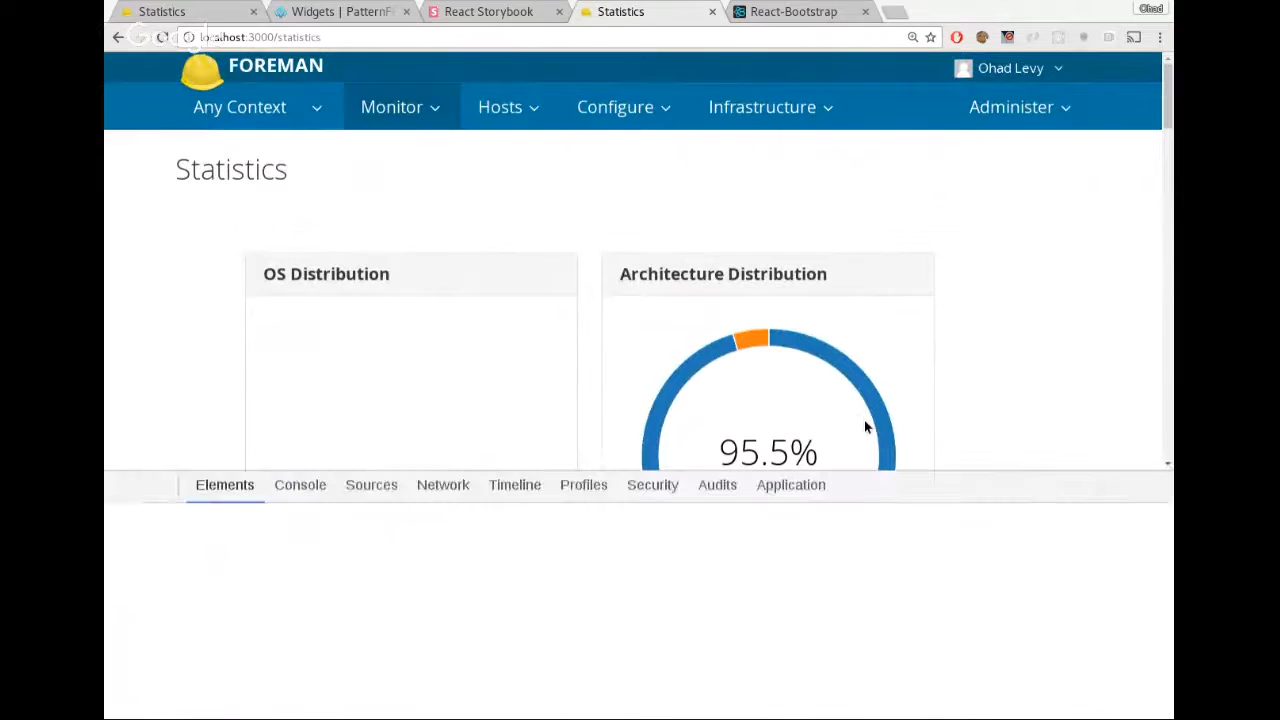 Statistics
Widgets | PatternF
React Storybook
Statistics
React-Bootstrap
Ohad
localhost:3000/statistics
FOREMAN
Ohad Levy
Any Context
Monitor
Hosts
Configure
Infrastructure
Administer
Statistics
OS Distribution
Architecture Distribution
95.5%
Elements
Console
Sources
Network
Timeline
Profiles
Security
Audits
Application